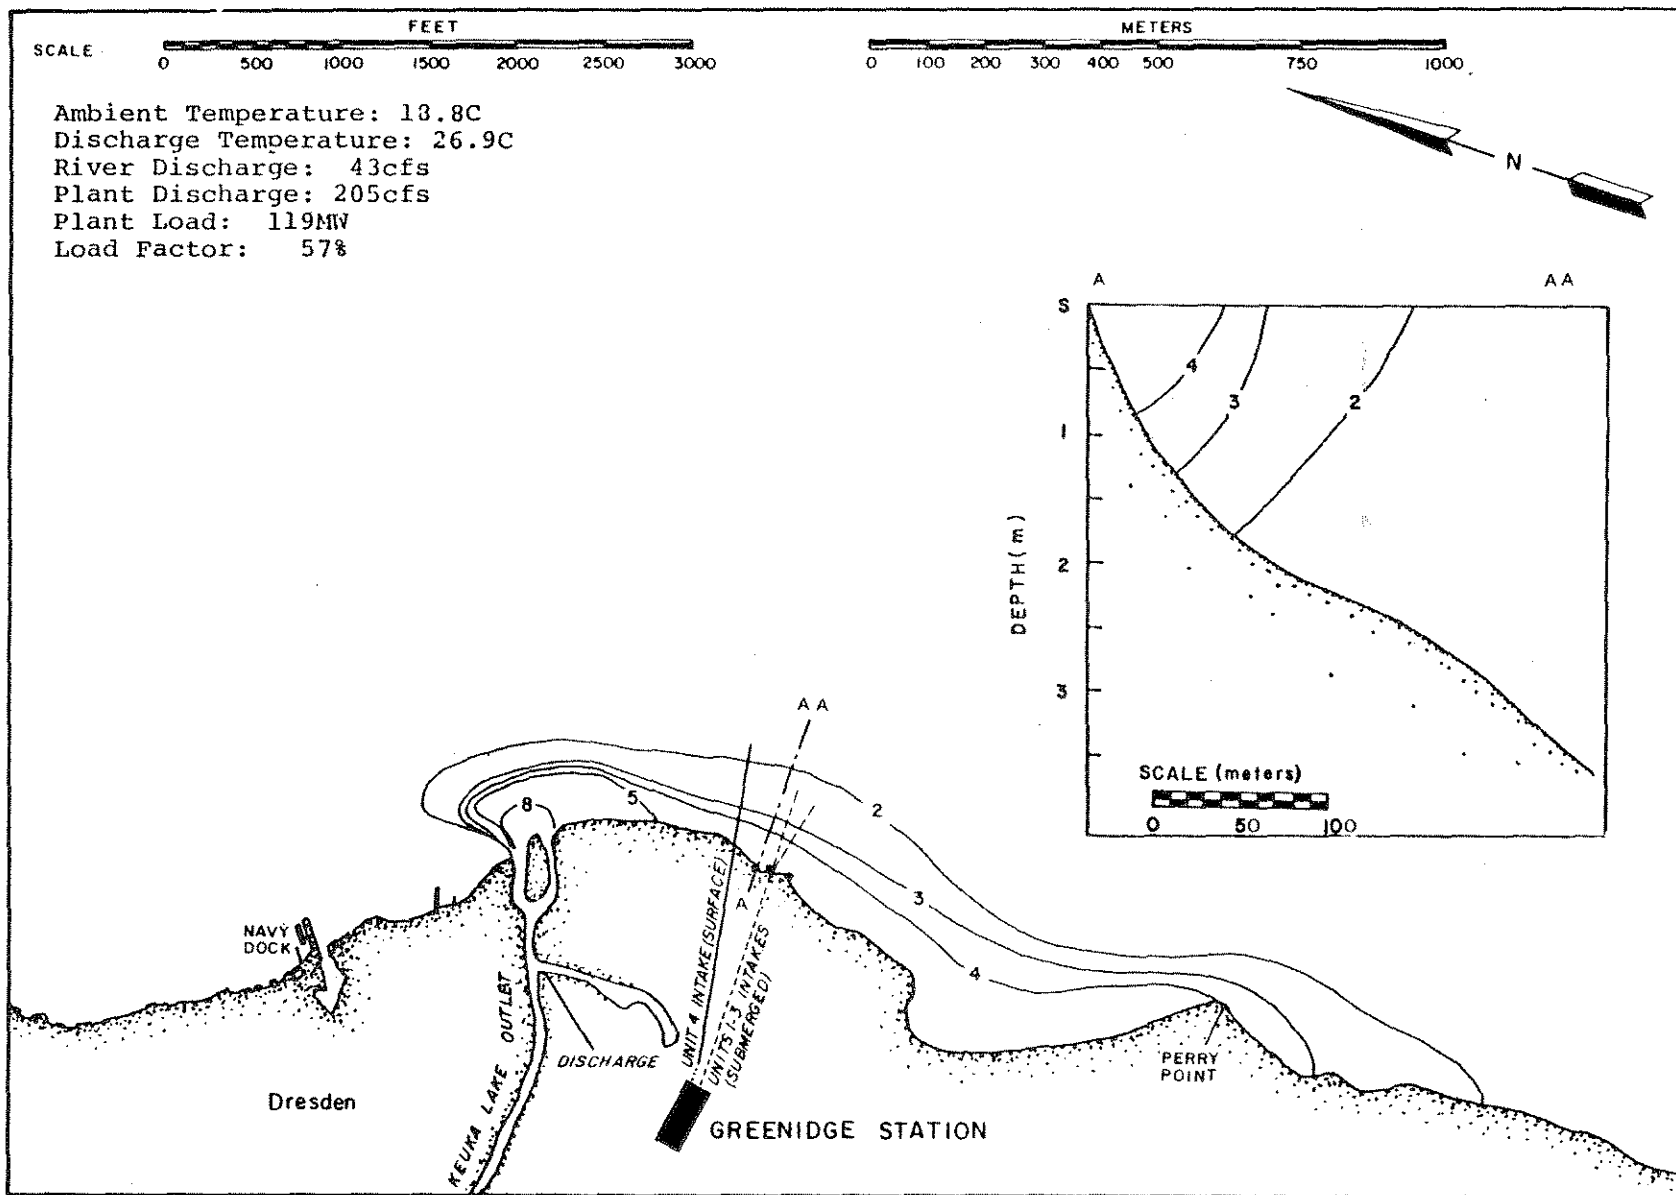 FEET
METERS
SCALE
0 500 1000 1500 2000 2500 3000
0 100 200 300 400 500 750 1000
Ambient Temperature: 13.8C
Discharge Temperature: 26.9C
River Discharge: 43cfs
Plant Discharge: 205cfs
Plant Load: 119MW
Load Factor: 57%
N
A
AA
S
1
2
3
DEPTH(m)
4
3
2
SCALE (meters)
0 50 100
AA
8
5
2
3
4
A
NAVY
DOCK
KEUKA LAKE OUTLET
DISCHARGE
UNIT 4 INTAKE(SURFACE)
UNITS 1-3 INTAKES
(SUBMERGED)
PERRY
POINT
Dresden
GREENIDGE STATION